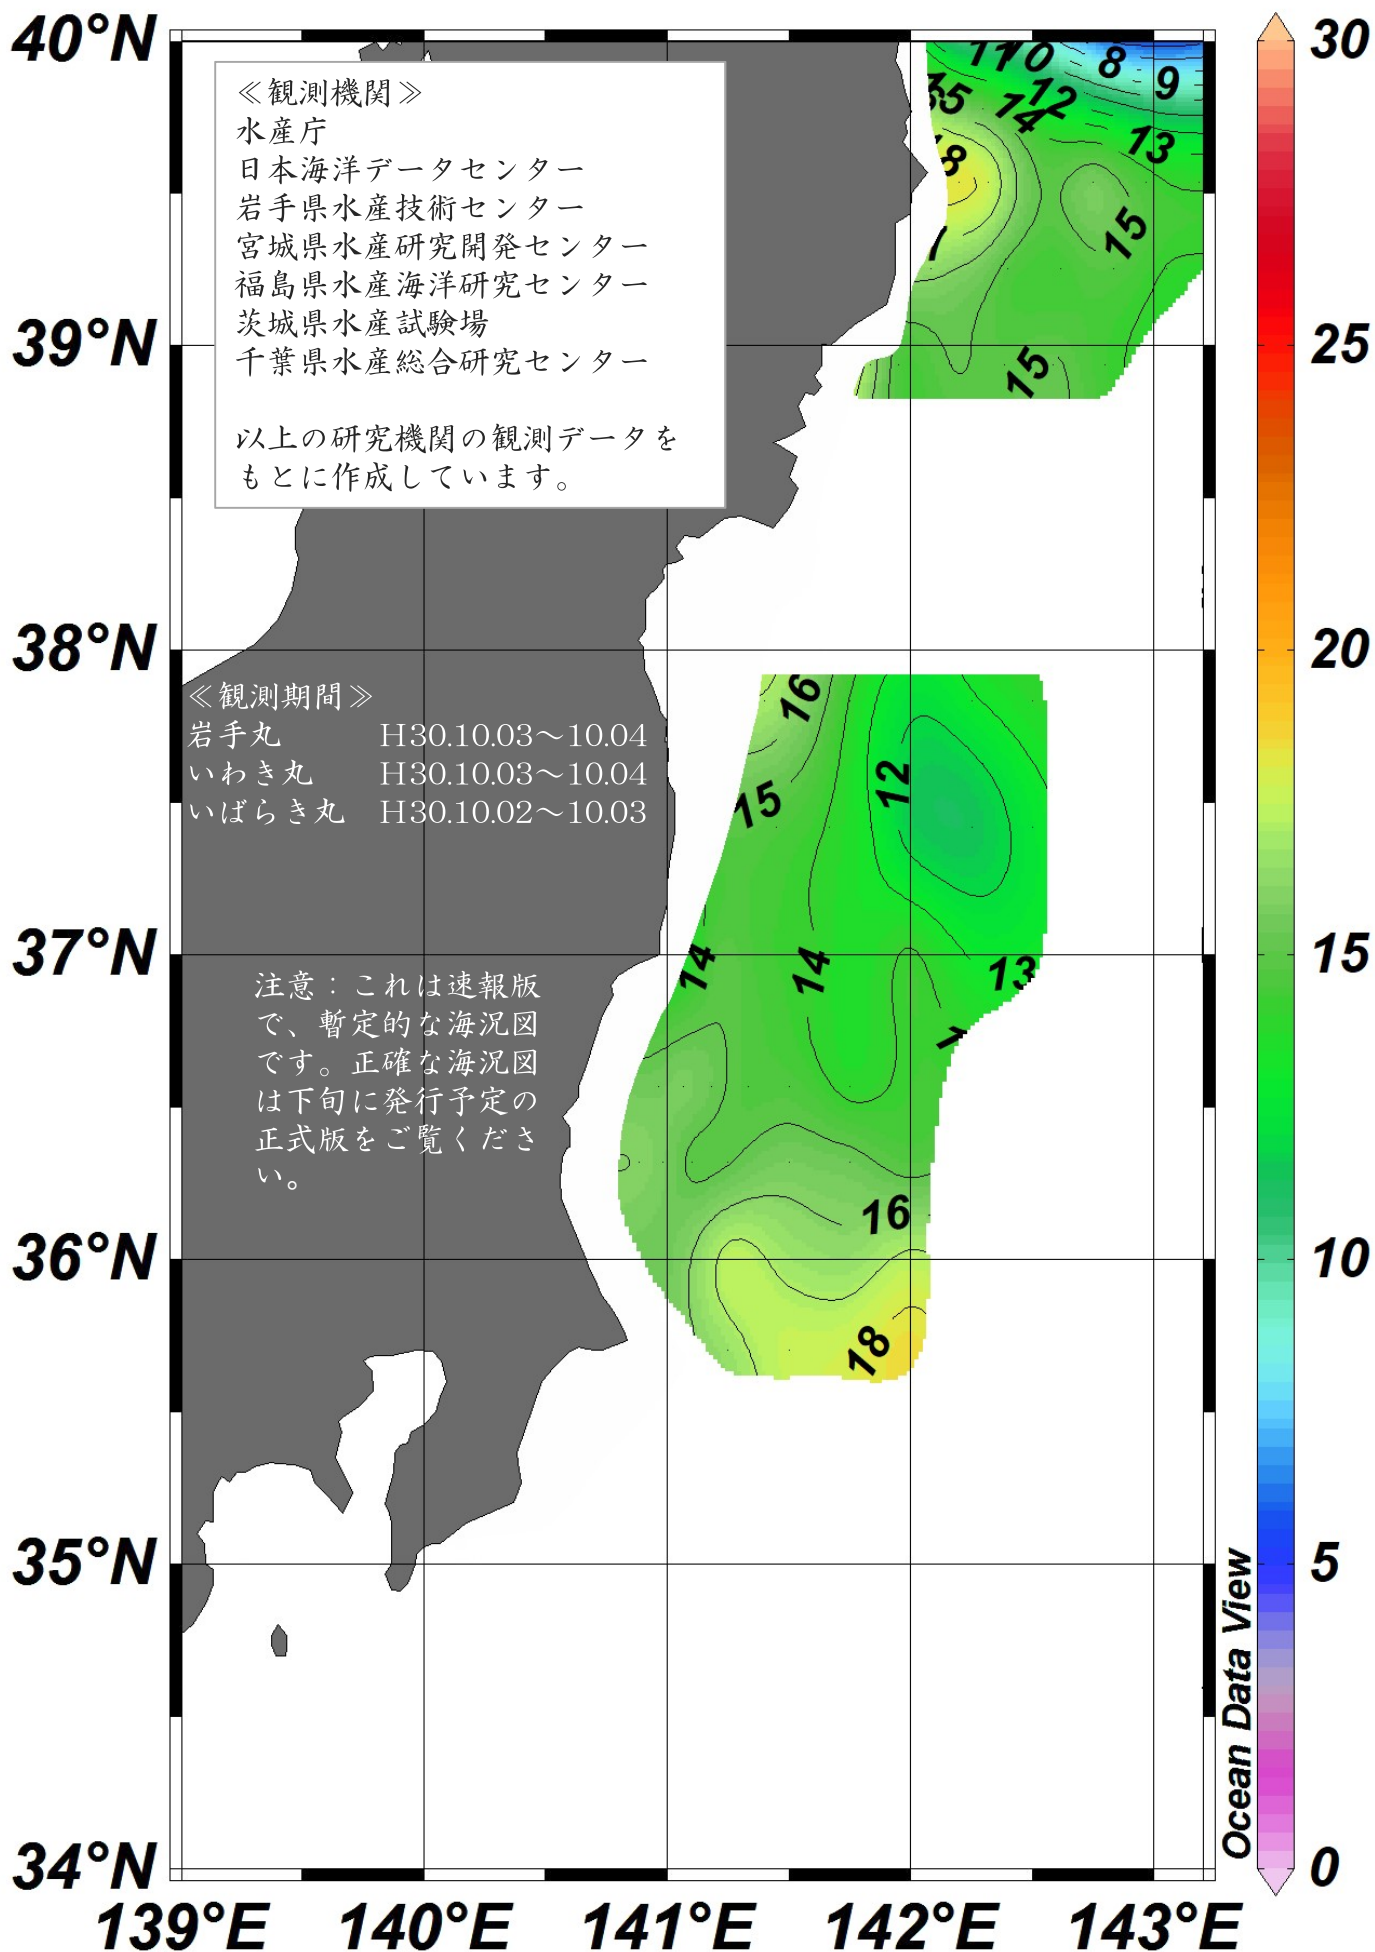 40°N
≪観測機関≫
水産庁
日本海洋データセンター
岩手県水産技術センター
宮城県水産研究開発センター
福島県水産海洋研究センター
茨城県水産試験場
千葉県水産総合研究センター
以上の研究機関の観測データを
もとに作成しています。
11
10
8
9
15
12
14
13
18
15
39°N
15
38°N
≪観測期間≫
岩手丸 H30.10.03～10.04
いわき丸 H30.10.03～10.04
いばらき丸 H30.10.02～10.03
16
12
15
37°N
14
14
13
注意：これは速報版
で、暫定的な海況図
です。正確な海況図
は下旬に発行予定の
正式版をご覧くださ
い。
16
36°N
18
35°N
34°N
139°E 140°E 141°E 142°E 143°E
30
25
20
15
10
5
0
Ocean Data View